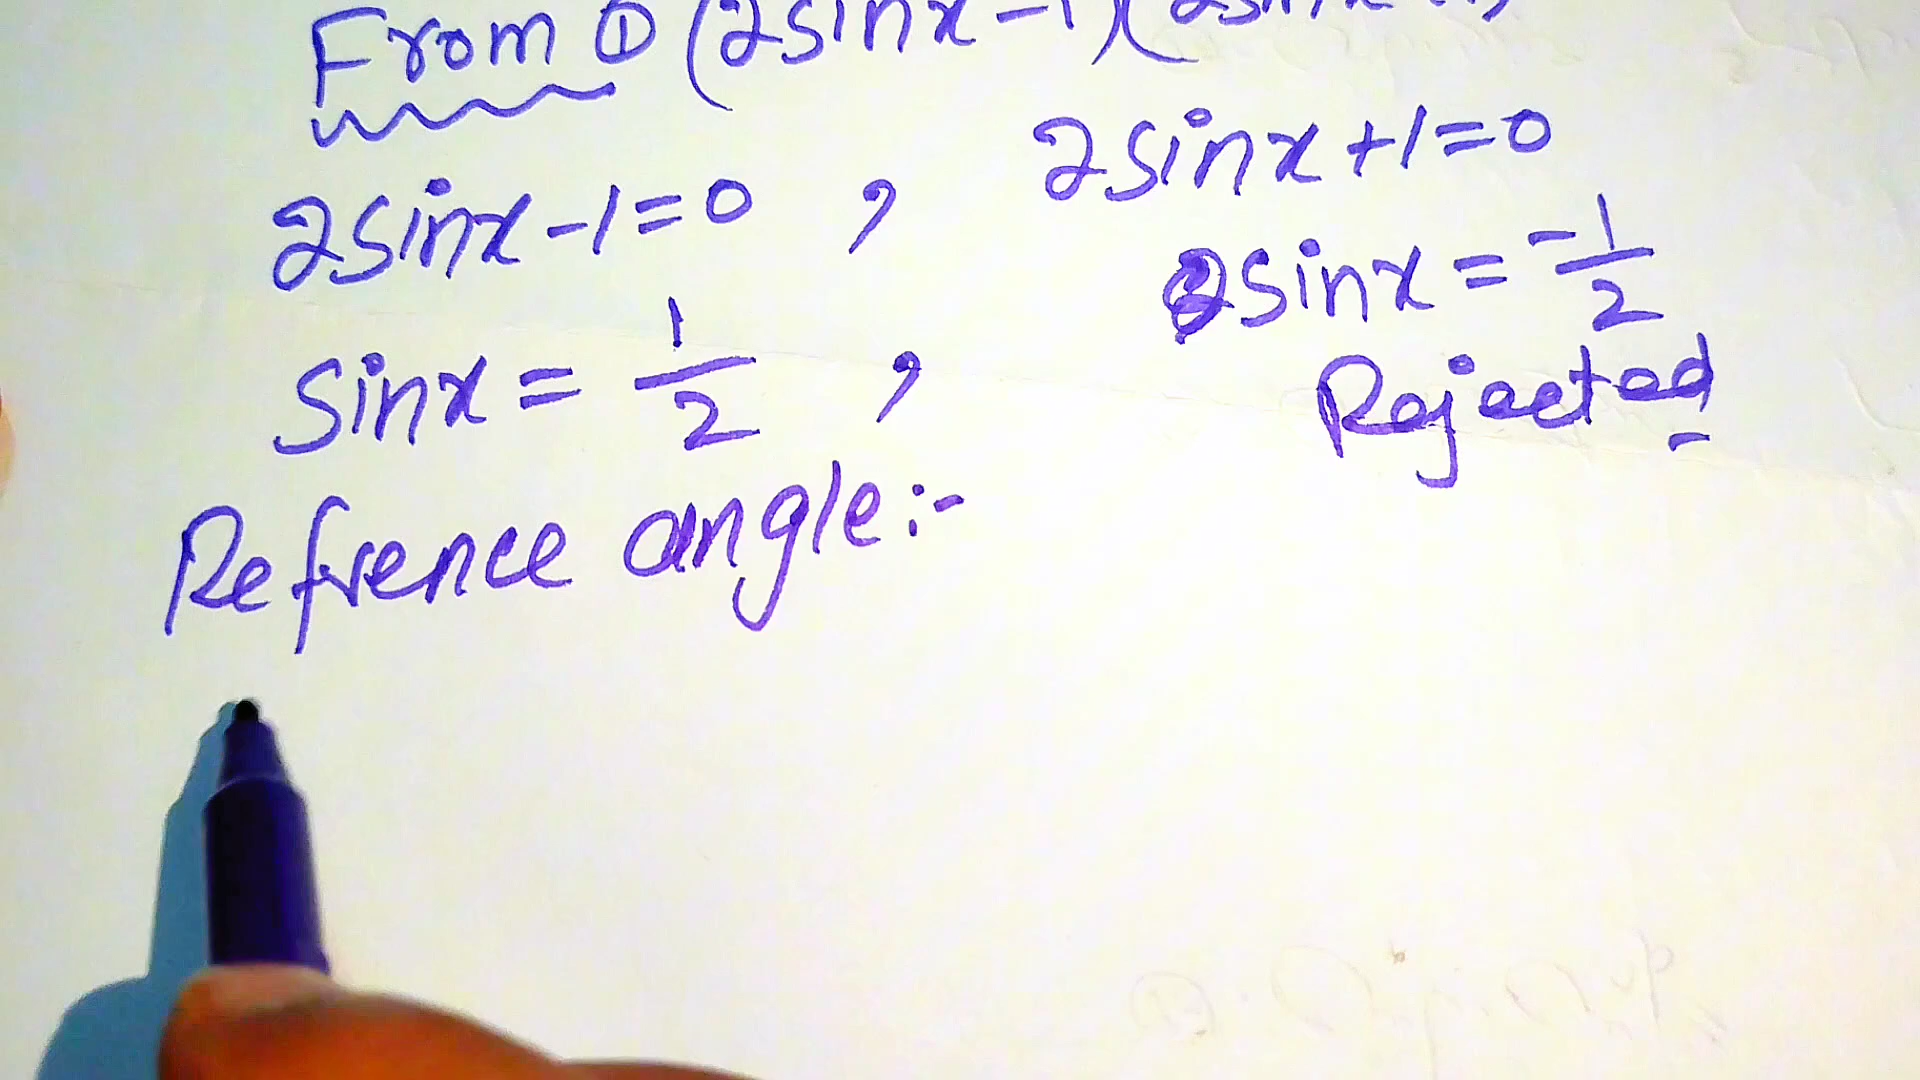 From ① (2sinx-1)(2sinx
2sinx-1=0 , 2sinx+1=0
sinx = 1/2 , sinx = -1/2
Rejected
Refrence angle:-